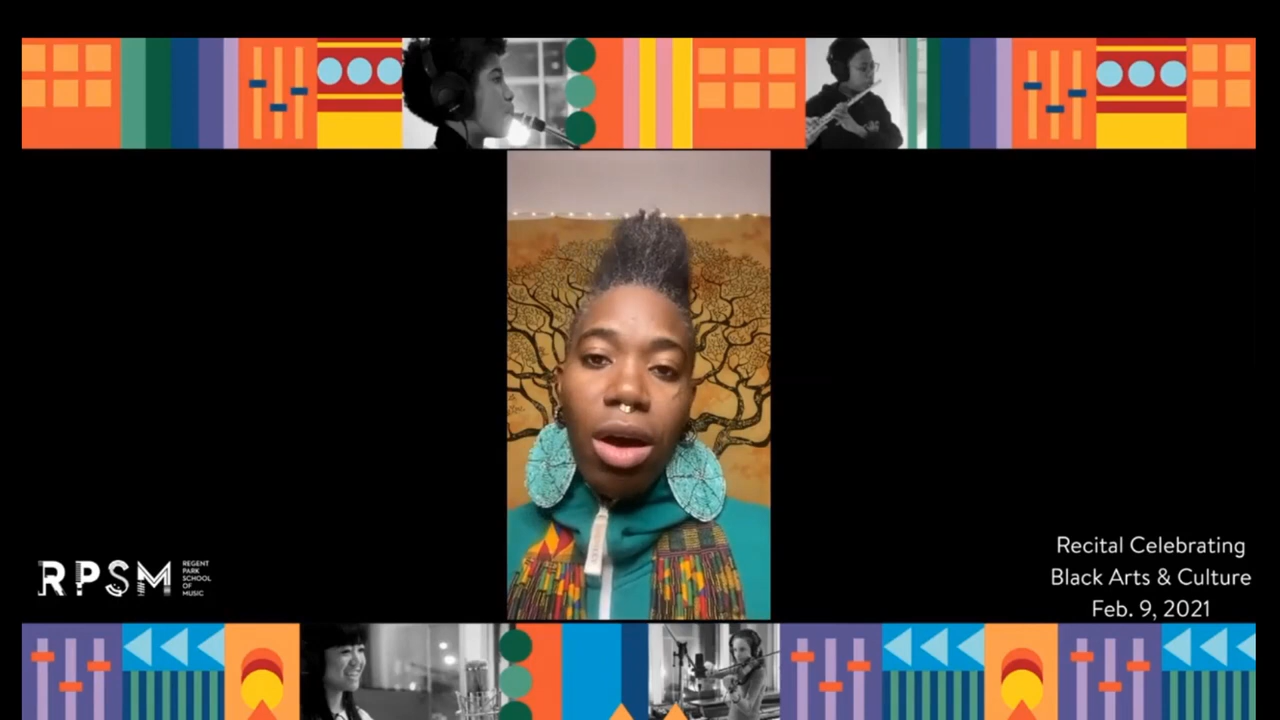 RPSM
REGENT
PARK
SCHOOL
OF
MUSIC
Recital Celebrating
Black Arts & Culture
Feb. 9, 2021